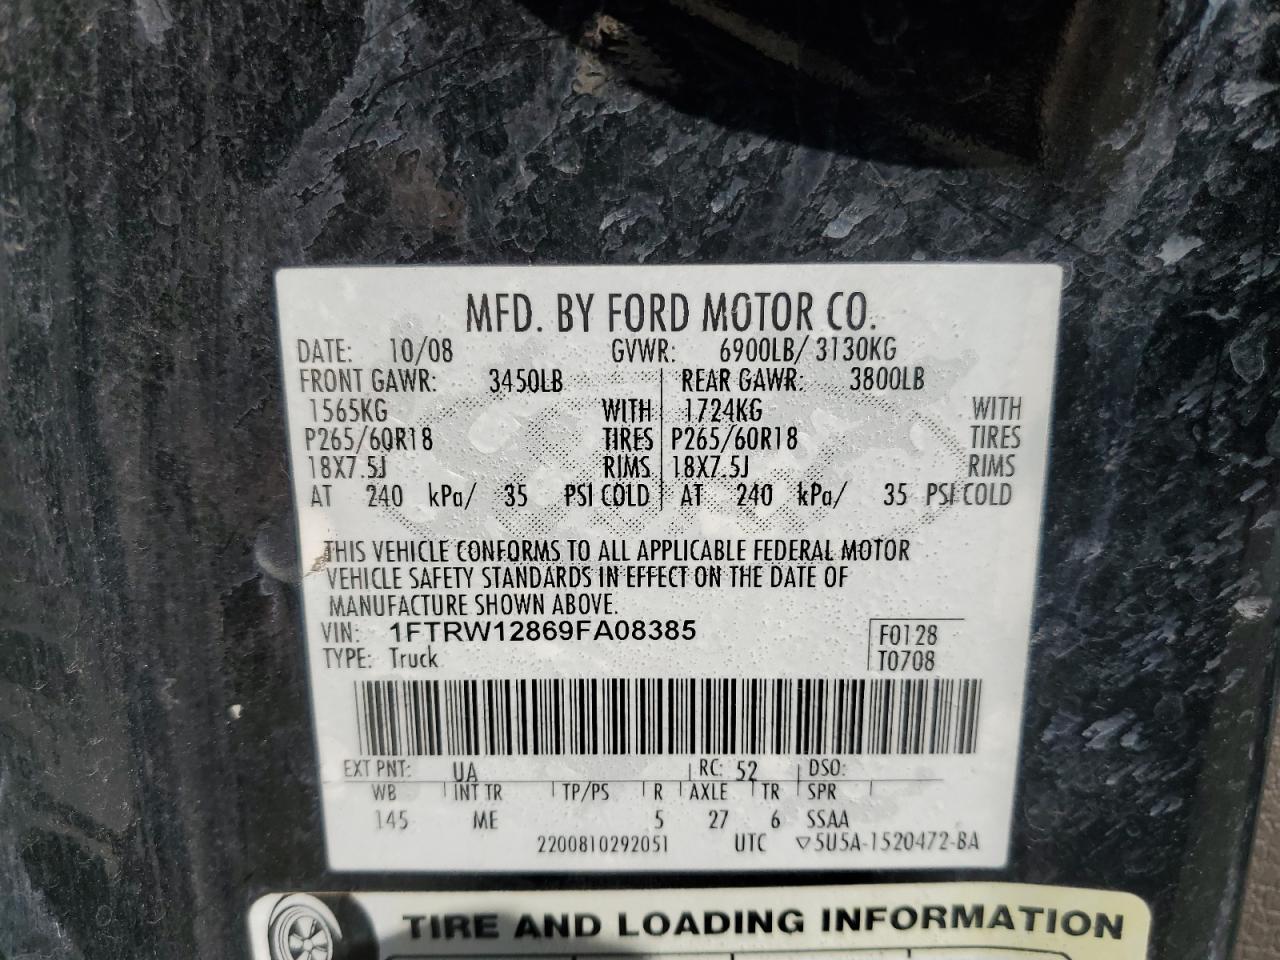 MFD. BY FORD MOTOR CO.
DATE: 10/08 GVWR: 6900LB/ 3130KG
FRONT GAWR: 3450LB REAR GAWR: 3800LB
1565KG WITH 1724KG WITH
P265/60R18 TIRES P265/60R18 TIRES
18X7.5J RIMS 18X7.5J RIMS
AT 240 kPa/ 35 PSI COLD AT 240 kPa/ 35 PSI COLD
THIS VEHICLE CONFORMS TO ALL APPLICABLE FEDERAL MOTOR
VEHICLE SAFETY STANDARDS IN EFFECT ON THE DATE OF
MANUFACTURE SHOWN ABOVE.
VIN: 1FTRW12869FA08385 F0128
TYPE: Truck T0708
EXT PNT: UA RC: 52 DSO:
WB INT TR TP/PS R AXLE TR SPR
145 ME 5 27 6 SSAA
2200810292051 UTC ▽5U5A-1520472-BA
TIRE AND LOADING INFORMATION